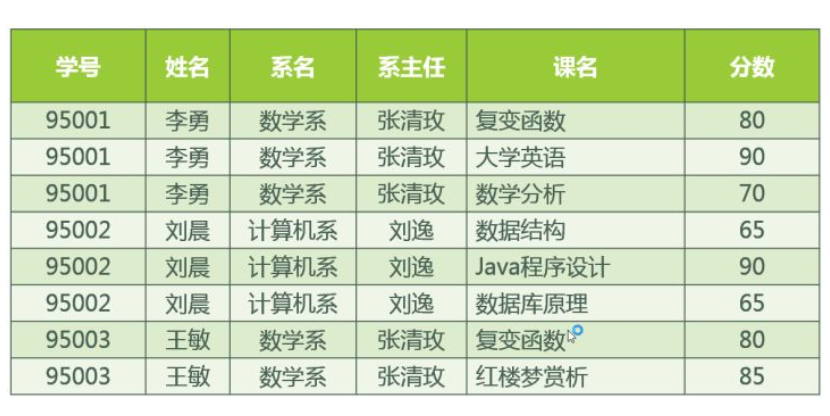 学号 姓名 系名 系主任 课名 分数
95001 李勇 数学系 张清玫 复变函数 80
95001 李勇 数学系 张清玫 大学英语 90
95001 李勇 数学系 张清玫 数学分析 70
95002 刘晨 计算机系 刘逸 数据结构 65
95002 刘晨 计算机系 刘逸 Java程序设计 90
95002 刘晨 计算机系 刘逸 数据库原理 65
95003 王敏 数学系 张清玫 复变函数 80
95003 王敏 数学系 张清玫 红楼梦赏析 85